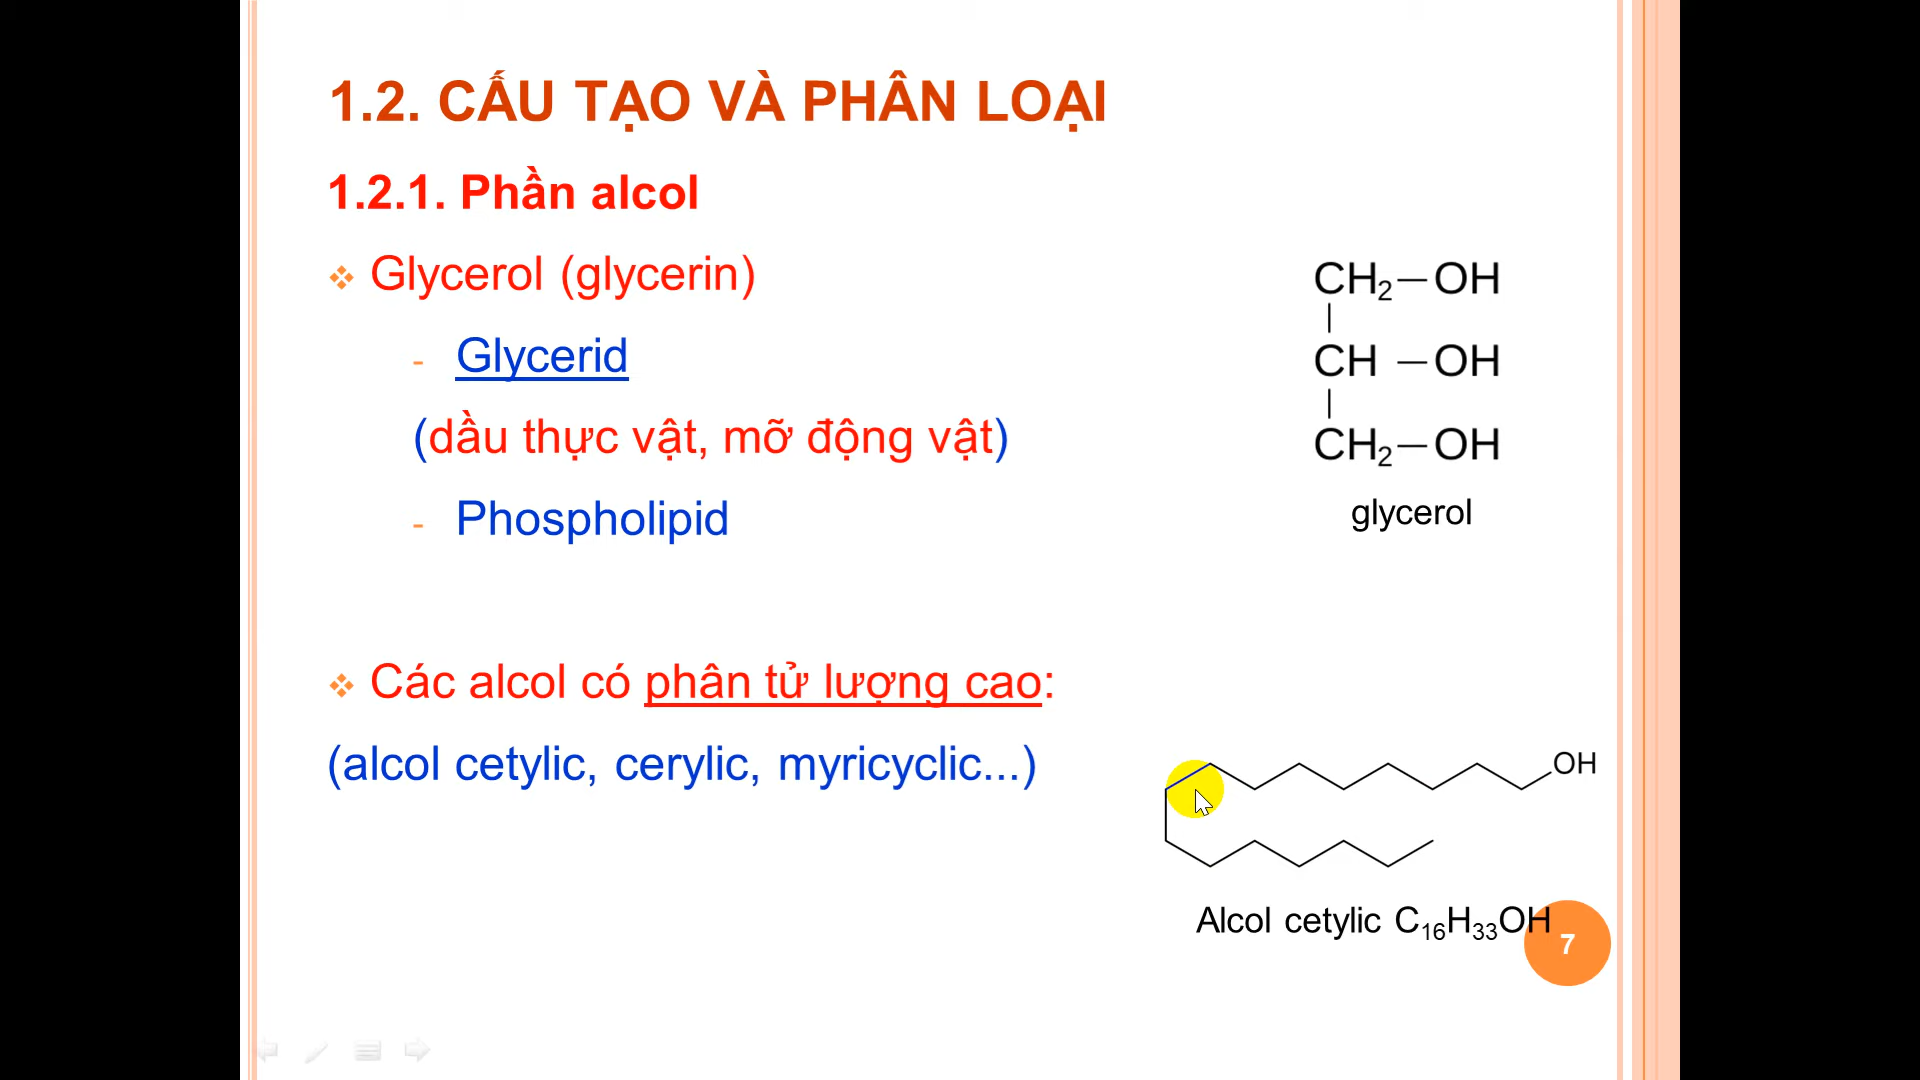 1.2. CẤU TẠO VÀ PHÂN LOẠI
1.2.1. Phần alcol
❖ Glycerol (glycerin)
- Glycerid
(dầu thực vật, mỡ động vật)
- Phospholipid
CH₂—OH
CH —OH
CH₂—OH
glycerol
❖ Các alcol có phân tử lượng cao:
(alcol cetylic, cerylic, myricyclic...)
OH
Alcol cetylic C₁₆H₃₃OH
7